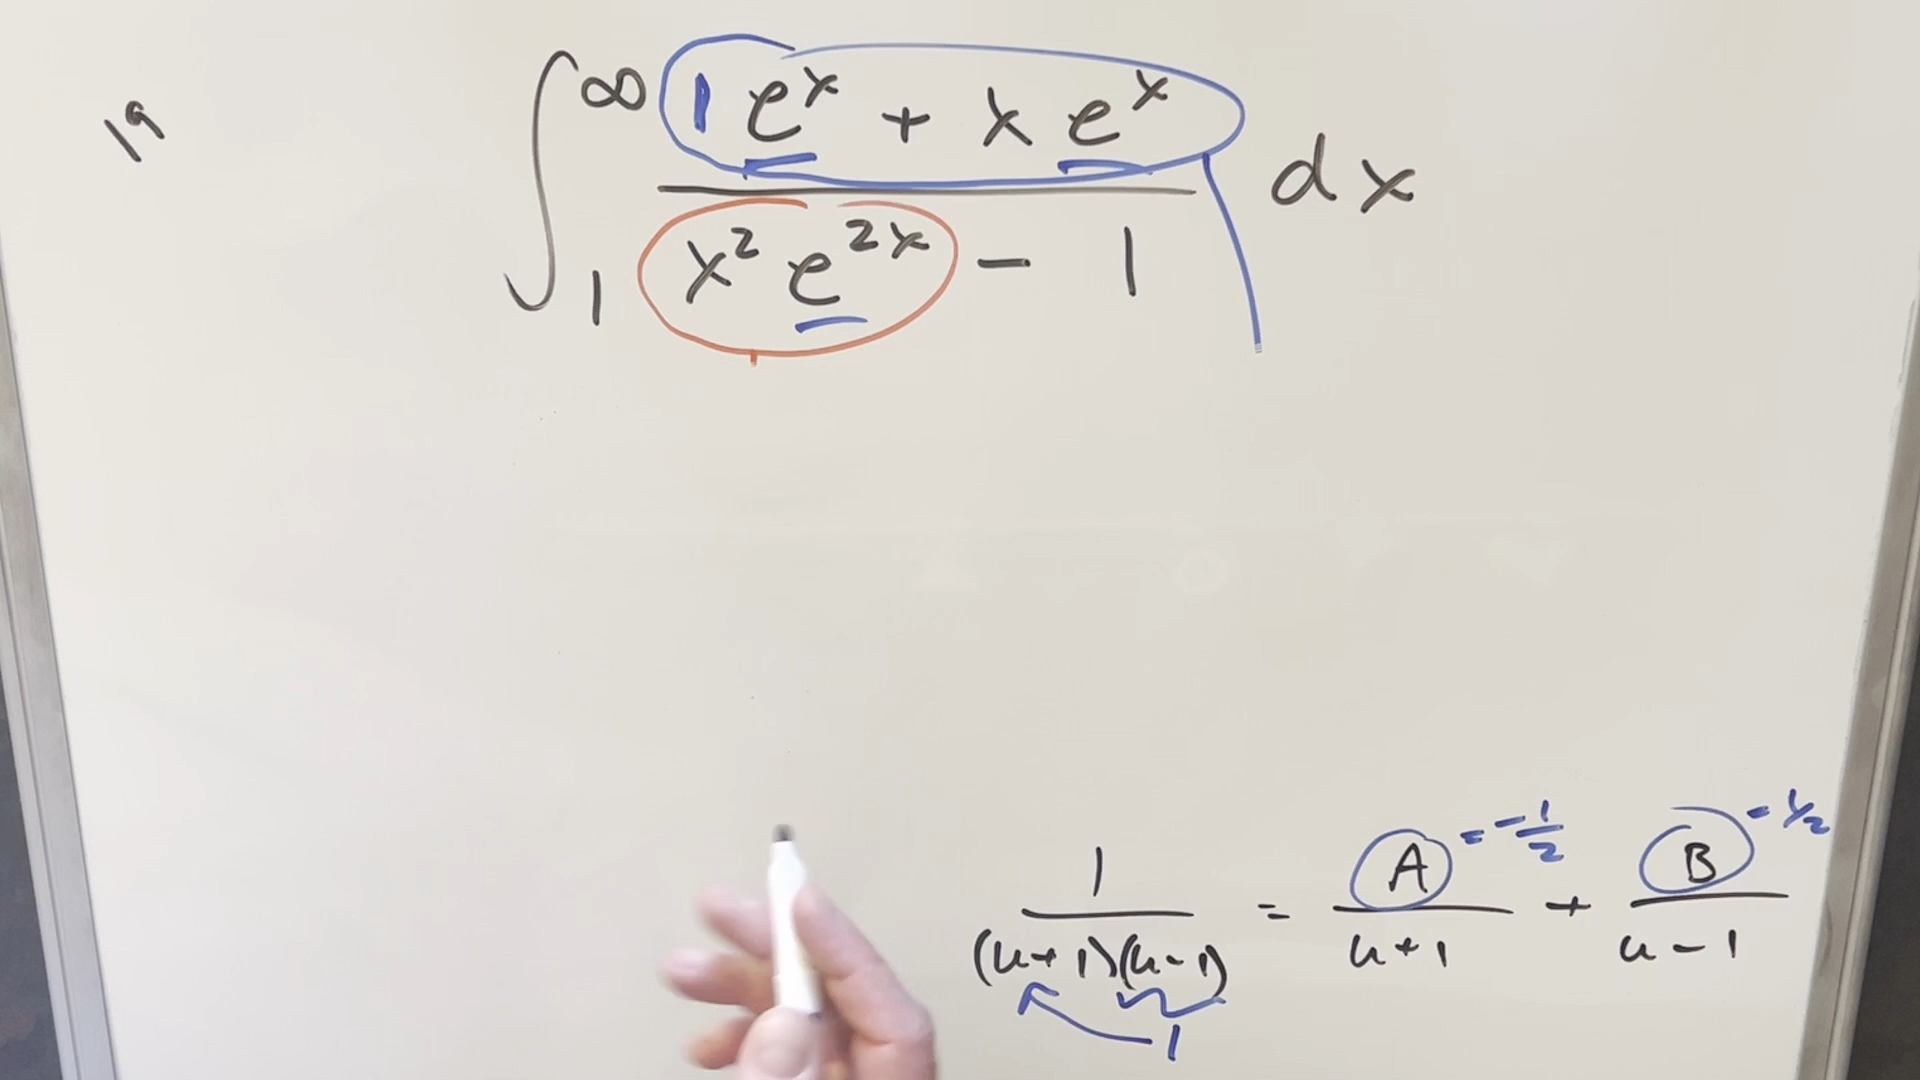 19
∫₁^∞ (1e^x + xe^x) / (x²e^{2x} - 1) dx
1/((u+1)(u-1)) = A/(u+1) + B/(u-1)
A = -1/2
B = 1/2
1